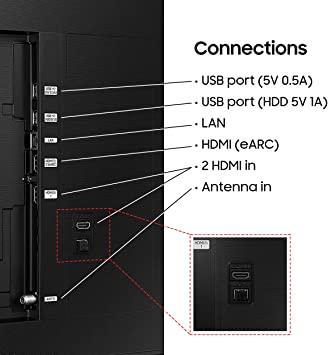 Connections
USB port (5V 0.5A)
USB port (HDD 5V 1A)
LAN
HDMI (eARC)
2 HDMI in
Antenna in
LAN